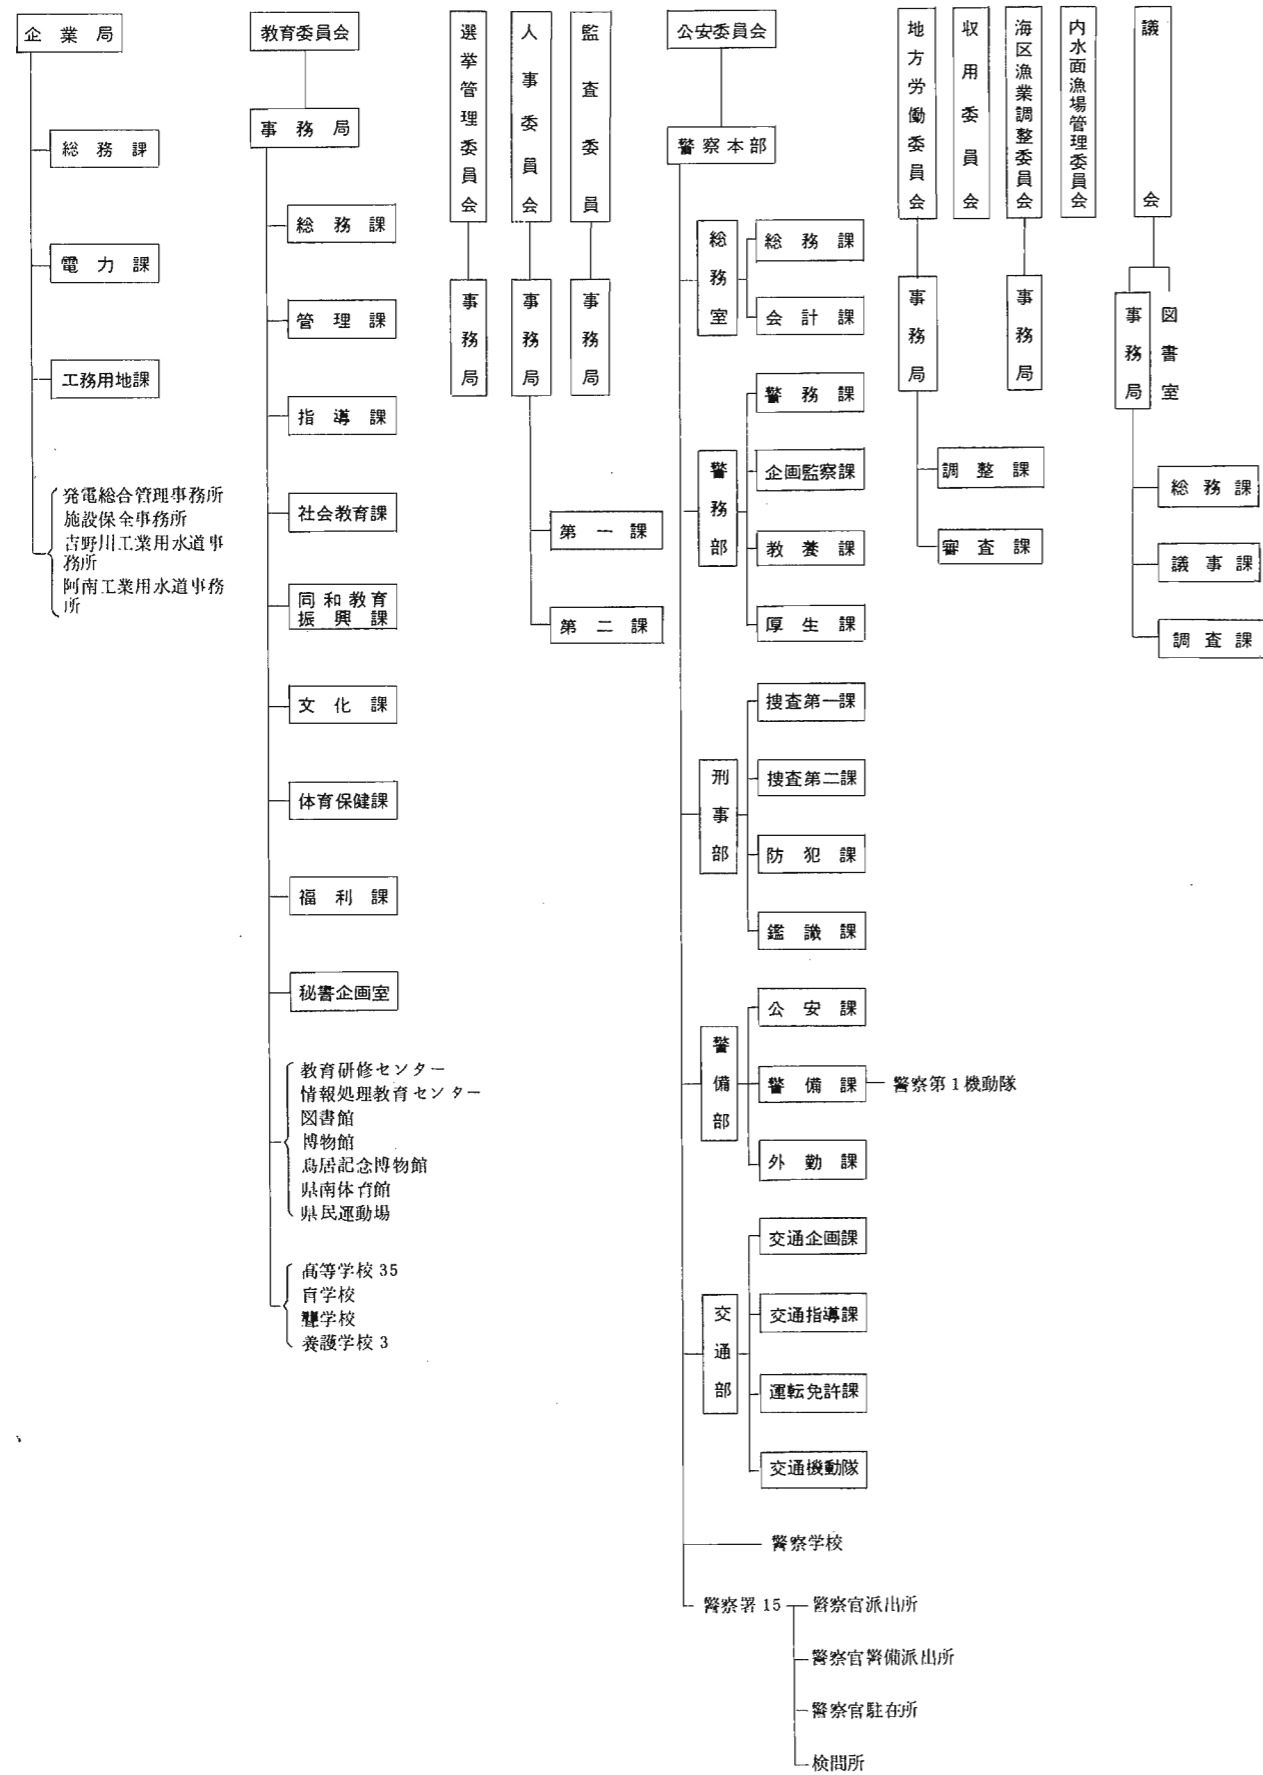 企業局
総務課
電力課
工務用地課
発電総合管理事務所
施設保全事務所
吉野川工業用水道事
務所
阿南工業用水道事務
所
教育委員会
事務局
総務課
管理課
指導課
社会教育課
同和教育
振興課
文化課
体育保健課
福利課
秘書企画室
教育研修センター
情報処理教育センター
図書館
博物館
鳥居記念博物館
県南体育館
県民運動場
高等学校 35
盲学校
聾学校
養護学校 3
選挙管理委員会
事務局
人事委員会
事務局
第一課
第二課
監査委員
事務局
公安委員会
警察本部
総務室
総務課
会計課
警務部
警務課
企画監察課
教養課
厚生課
刑事部
捜査第一課
捜査第二課
防犯課
鑑識課
警備部
公安課
警備課
警察第1機動隊
外勤課
交通部
交通企画課
交通指導課
運転免許課
交通機動隊
警察学校
警察署 15
警察官派出所
警察官警備派出所
警察官駐在所
検問所
地方労働委員会
事務局
調整課
審査課
収用委員会
海区漁業調整委員会
事務局
内水面漁場管理委員会
議会
事務局
図書室
総務課
議事課
調査課